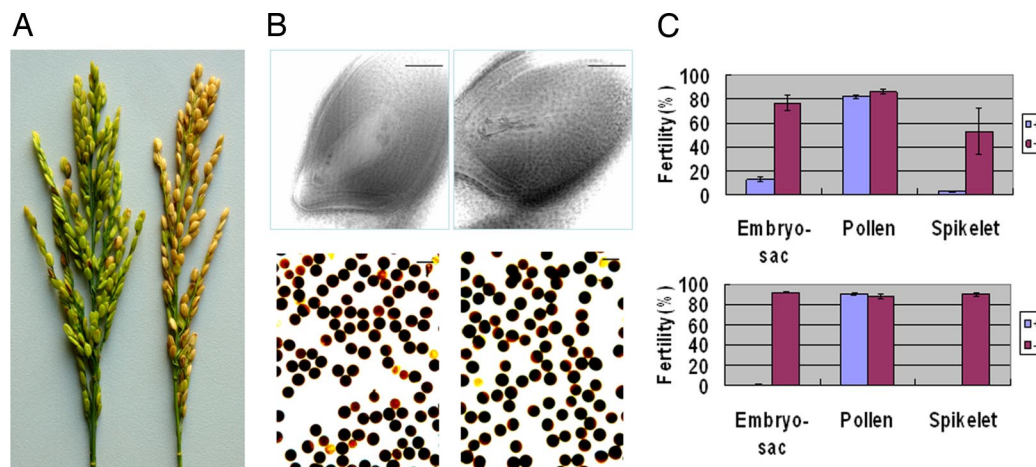 A
B
C
100
80
60
40
20
0
Fertility(%)
Embryo-
sac
Pollen
Spikelet
100
80
60
40
20
0
Fertility(%)
Embryo-
sac
Pollen
Spikelet